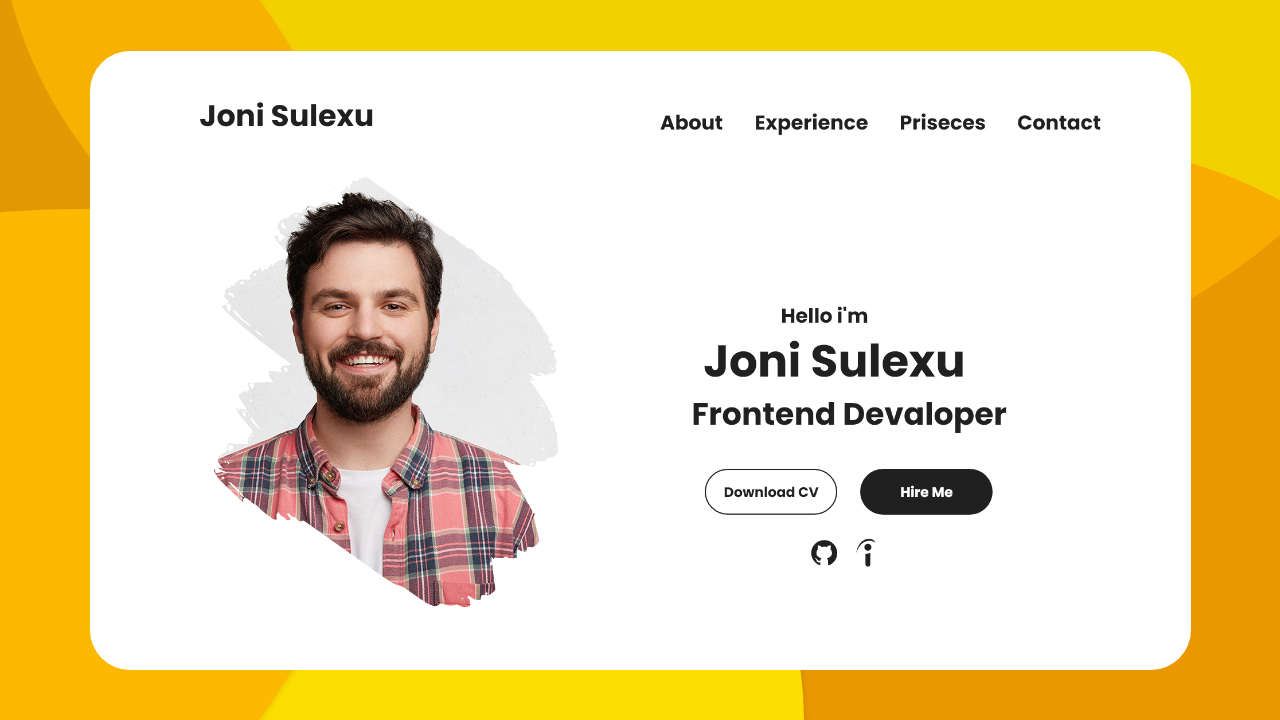 Joni Sulexu
About Experience Priseces Contact
Hello i'm
Joni Sulexu
Frontend Devaloper
Download CV Hire Me